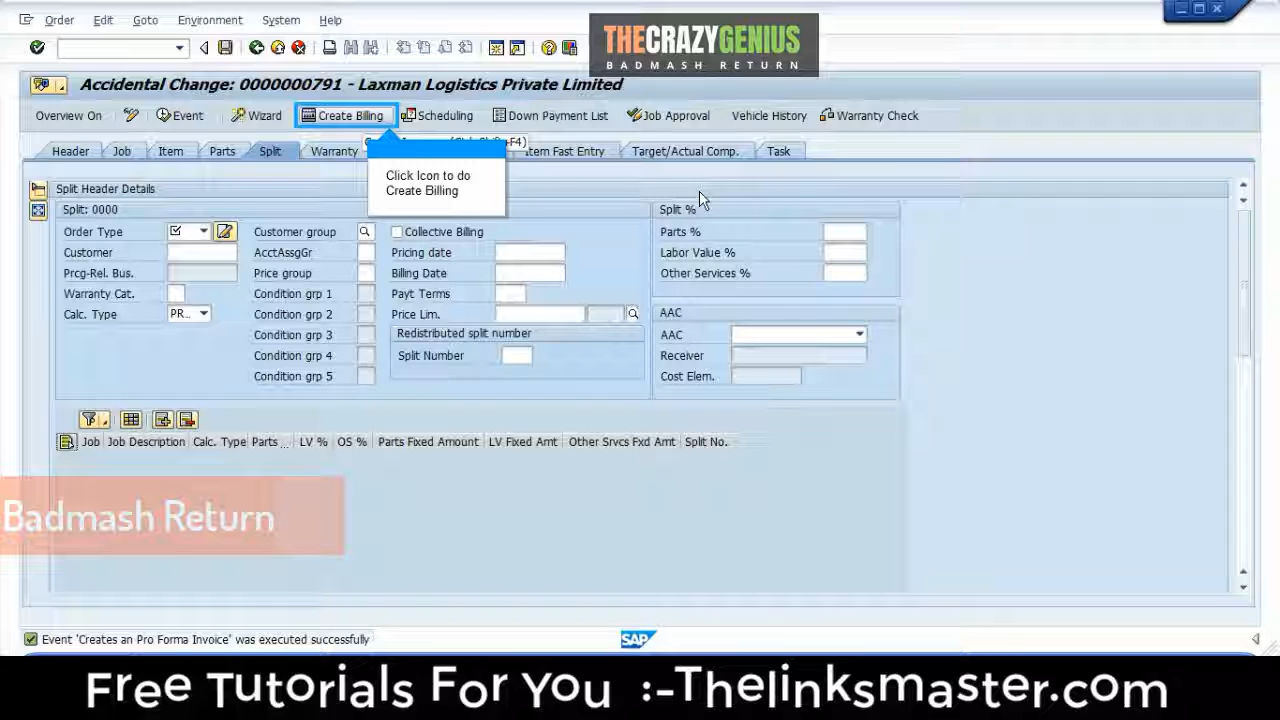 Order Edit Goto Environment System Help
THECRAZYGENIUS
BADMASH RETURN
Accidental Change: 0000000791 - Laxman Logistics Private Limited
Overview On Event Wizard Create Billing Scheduling Down Payment List Job Approval Vehicle History Warranty Check
F4)
Header Job Item Parts Split Warranty Item Fast Entry Target/Actual Comp. Task
Click Icon to do
Create Billing
Split Header Details
Split: 0000 Split %
Order Type Customer group Collective Billing Parts %
Customer AcctAssgGr Pricing date Labor Value %
Prcg-Rel. Bus. Price group Billing Date Other Services %
Warranty Cat. Condition grp 1 Payt Terms
Calc. Type PR... Condition grp 2 Price Lim. AAC
Condition grp 3 Redistributed split number AAC
Condition grp 4 Split Number Receiver
Condition grp 5 Cost Elem.
Job Job Description Calc. Type Parts ... LV % OS % Parts Fixed Amount LV Fixed Amt Other Srvcs Fxd Amt Split No.
Badmash Return
Event 'Creates an Pro Forma Invoice' was executed successfully
SAP
Free Tutorials For You :-Thelinksmaster.com